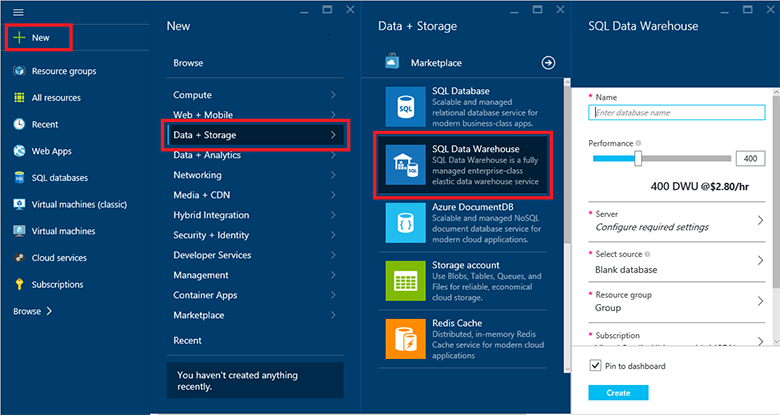 New
Resource groups
All resources
Recent
Web Apps
SQL databases
Virtual machines (classic)
Virtual machines
Cloud services
Subscriptions
Browse
New
Browse
Compute
Web + Mobile
Data + Storage
Data + Analytics
Networking
Media + CDN
Hybrid Integration
Security + Identity
Developer Services
Management
Container Apps
Marketplace
Recent
You haven't created anything
recently.
Data + Storage
Marketplace
SQL Database
Scalable and managed
relational database service for
modern business-class apps.
SQL Data Warehouse
SQL Data Warehouse is a fully
managed enterprise-class
elastic data warehouse service
Azure DocumentDB
Scalable and managed NoSQL
document database service for
modern cloud applications.
Storage account
Use Blobs, Tables, Queues, and
Files for reliable, economical
cloud storage.
Redis Cache
Distributed, in-memory Redis
Cache service for modern cloud
applications
SQL Data Warehouse
* Name
Enter database name
Performance
400
400 DWU @$2.80/hr
* Server
Configure required settings
* Select source
Blank database
* Resource group
Group
* Subscription
Pin to dashboard
Create